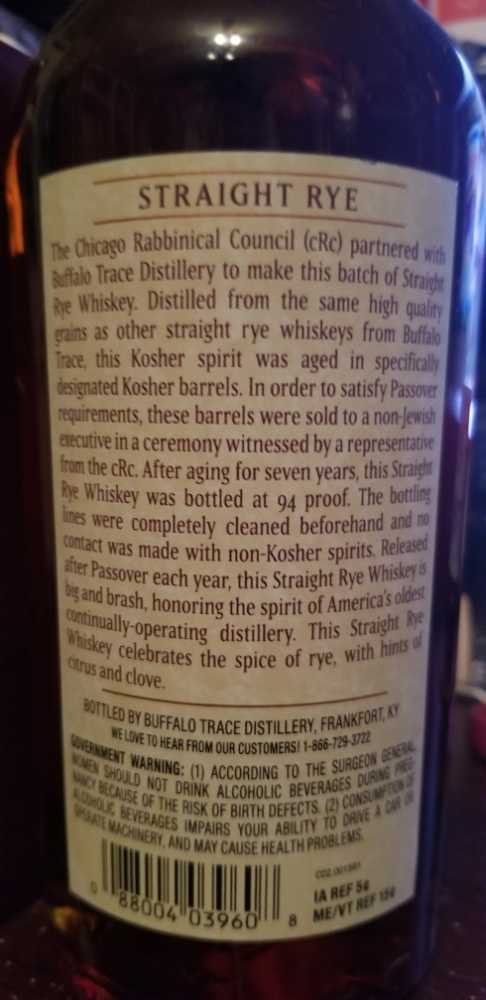 STRAIGHT RYE
The Chicago Rabbinical Council (cRc) partnered with
Buffalo Trace Distillery to make this batch of Straight
Rye Whiskey. Distilled from the same high quality
grains as other straight rye whiskeys from Buffalo
Trace, this Kosher spirit was aged in specifically
designated Kosher barrels. In order to satisfy Passover
requirements, these barrels were sold to a non-Jewish
executive in a ceremony witnessed by a representative
from the cRc. After aging for seven years, this Straight
Rye Whiskey was bottled at 94 proof. The bottling
lines were completely cleaned beforehand and no
contact was made with non-Kosher spirits. Released
after Passover each year, this Straight Rye Whiskey is
big and brash, honoring the spirit of America's oldest
continually-operating distillery. This Straight Rye
Whiskey celebrates the spice of rye, with hints of
citrus and clove.
BOTTLED BY BUFFALO TRACE DISTILLERY, FRANKFORT, KY
WE LOVE TO HEAR FROM OUR CUSTOMERS! 1-866-729-3722
GOVERNMENT WARNING: (1) ACCORDING TO THE SURGEON GENERAL,
WOMEN SHOULD NOT DRINK ALCOHOLIC BEVERAGES DURING PREG-
NANCY BECAUSE OF THE RISK OF BIRTH DEFECTS. (2) CONSUMPTION OF
ALCOHOLIC BEVERAGES IMPAIRS YOUR ABILITY TO DRIVE A CAR OR
OPERATE MACHINERY, AND MAY CAUSE HEALTH PROBLEMS.
0 88004 03960 8
IA REF 5¢
ME/VT REF 15¢